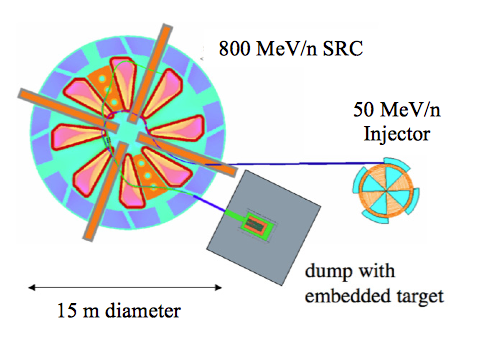 800 MeV/n SRC
50 MeV/n
Injector
dump with
embedded target
15 m diameter